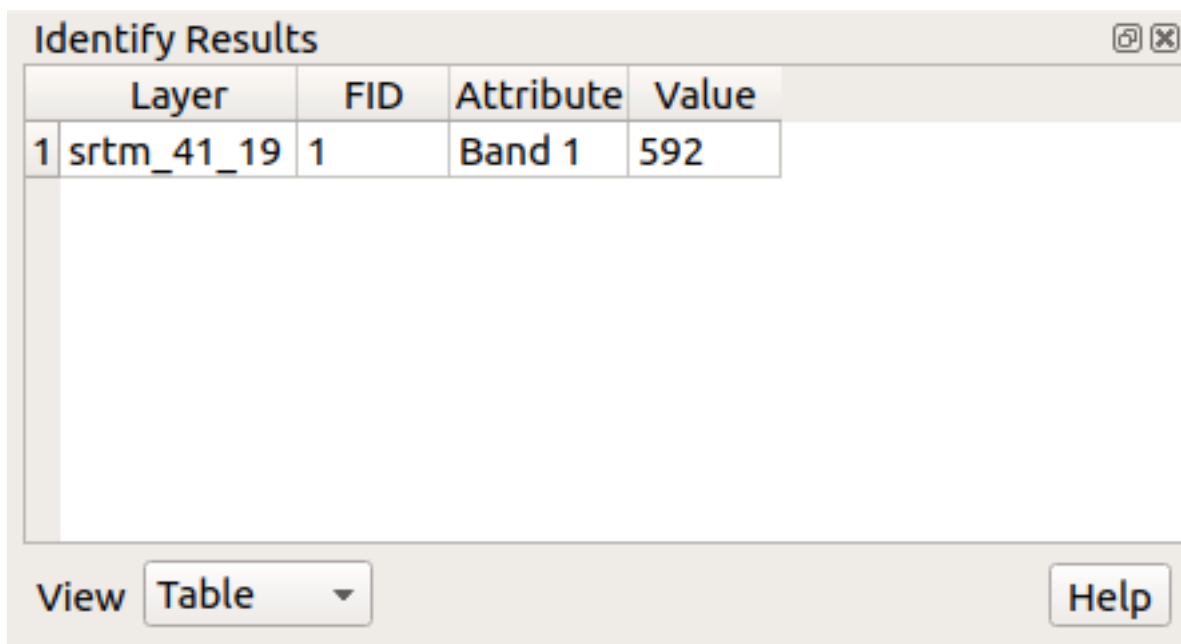 Identify Results
Layer FID Attribute Value
1 srtm_41_19 1 Band 1 592
View Table Help